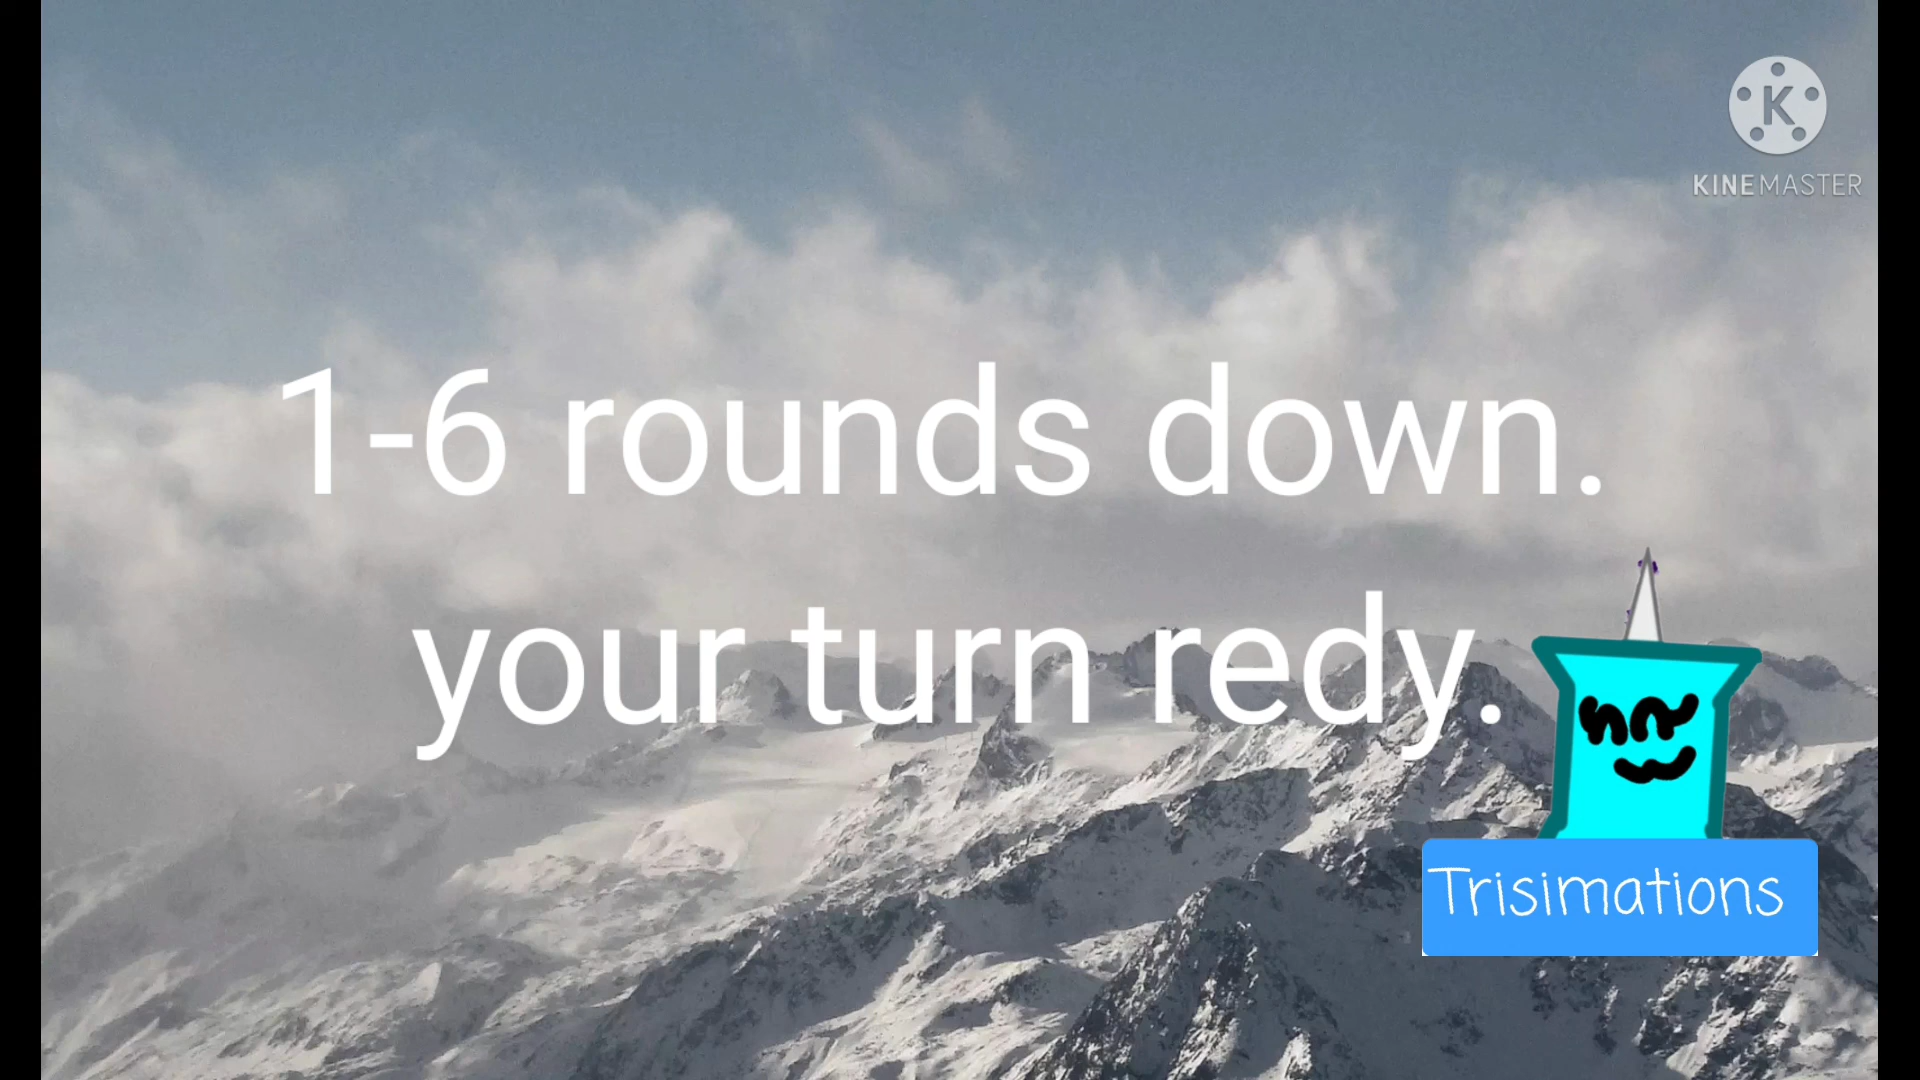 K
KINEMASTER
1-6 rounds down.
your turn redy.
Trisimations